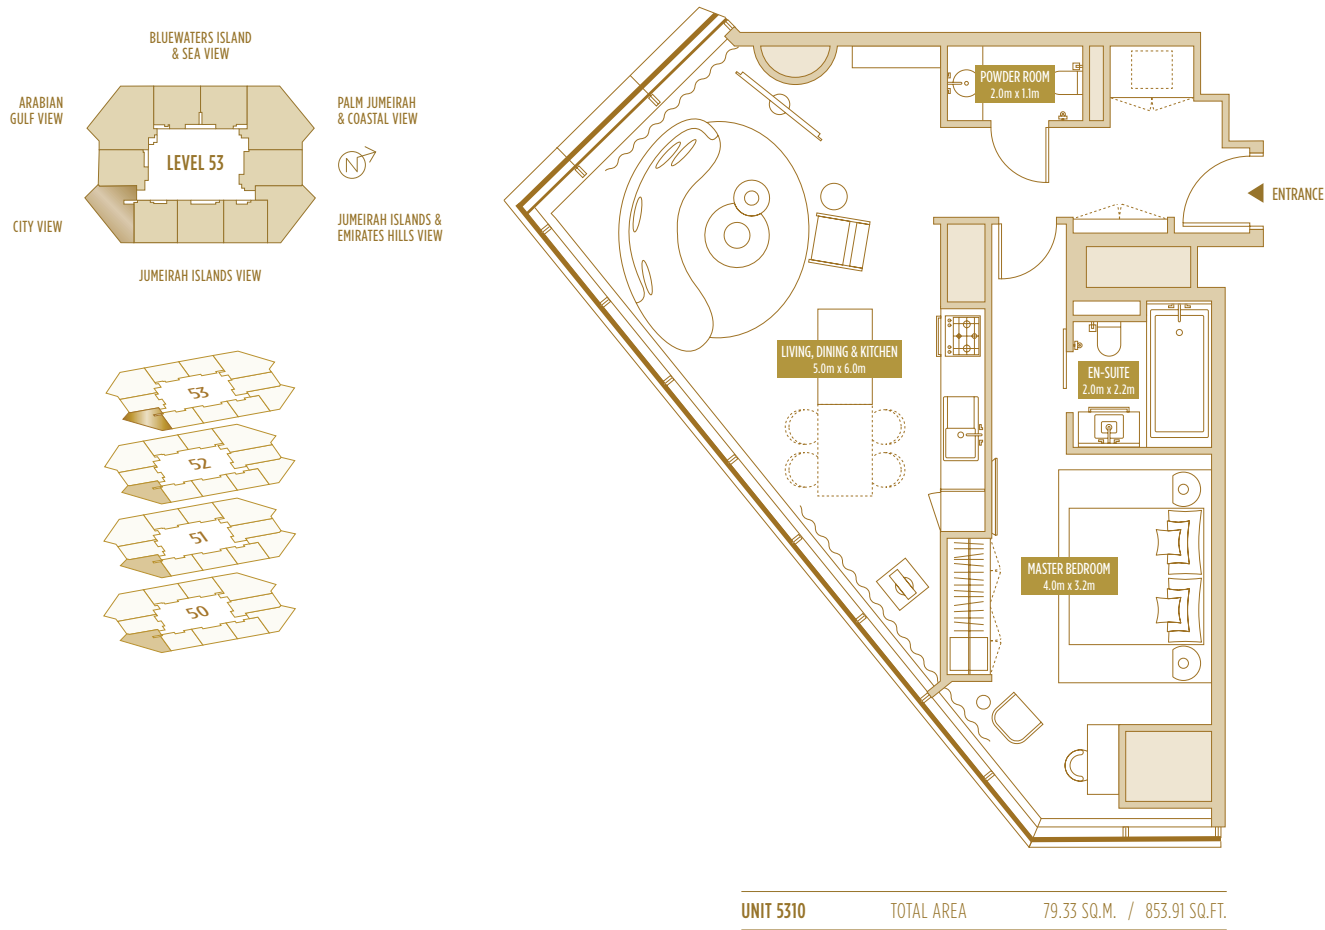 BLUEWATERS ISLAND
& SEA VIEW
ARABIAN
GULF VIEW
PALM JUMEIRAH
& COASTAL VIEW
LEVEL 53
N
CITY VIEW
JUMEIRAH ISLANDS &
EMIRATES HILLS VIEW
JUMEIRAH ISLANDS VIEW
53
52
51
50
POWDER ROOM
2.0m x 1.1m
ENTRANCE
LIVING, DINING & KITCHEN
5.0m x 6.0m
EN-SUITE
2.0m x 2.2m
MASTER BEDROOM
4.0m x 3.2m
UNIT 5310 TOTAL AREA 79.33 SQ.M. / 853.91 SQ.FT.